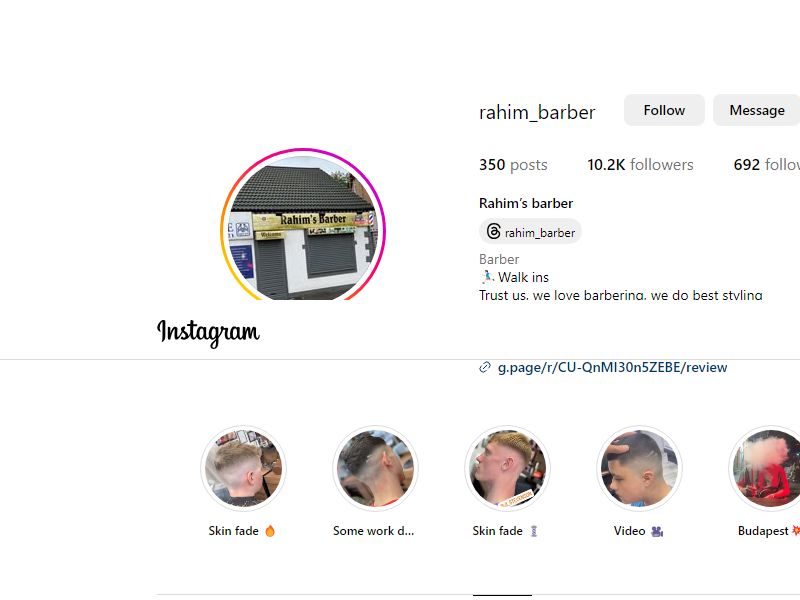 rahim_barber Follow Message
350 posts 10.2K followers 692 follow
Rahim's barber
rahim_barber
Barber
Walk ins
Trust us, we love barbering, we do best styling
Rahim's Barber
Welcome
Instagram
g.page/r/CU-QnMI30n5ZEBE/review
Skin fade Some work d... Skin fade Video Budapest